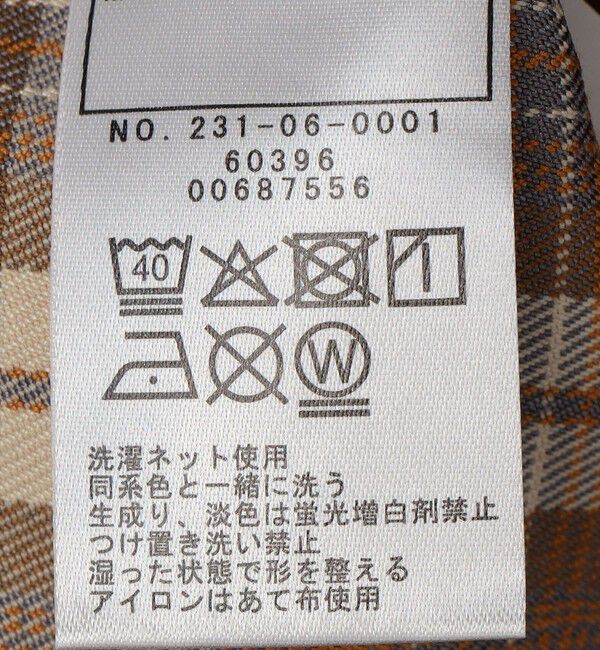 NO. 231-06-0001
60396
00687556
40
W
洗濯ネット使用
同系色と一緒に洗う
生成り、淡色は蛍光増白剤禁止
つけ置き洗い禁止
湿った状態で形を整える
アイロンはあて布使用